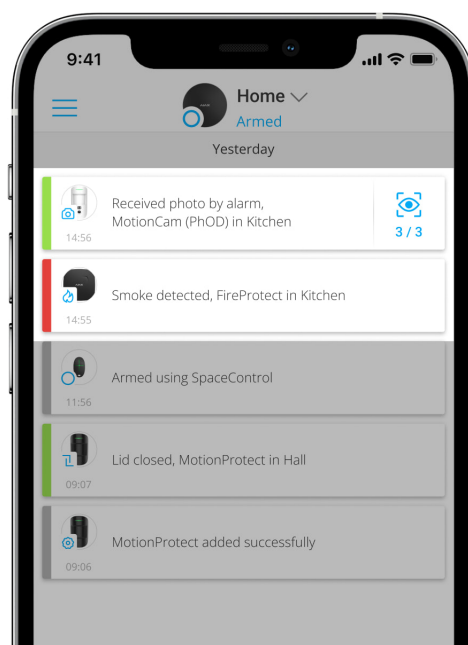 9:41
Home
Armed
Yesterday
Received photo by alarm,
MotionCam (PhOD) in Kitchen
14:56
3 / 3
Smoke detected, FireProtect in Kitchen
14:55
Armed using SpaceControl
11:56
Lid closed, MotionProtect in Hall
09:07
MotionProtect added successfully
09:06